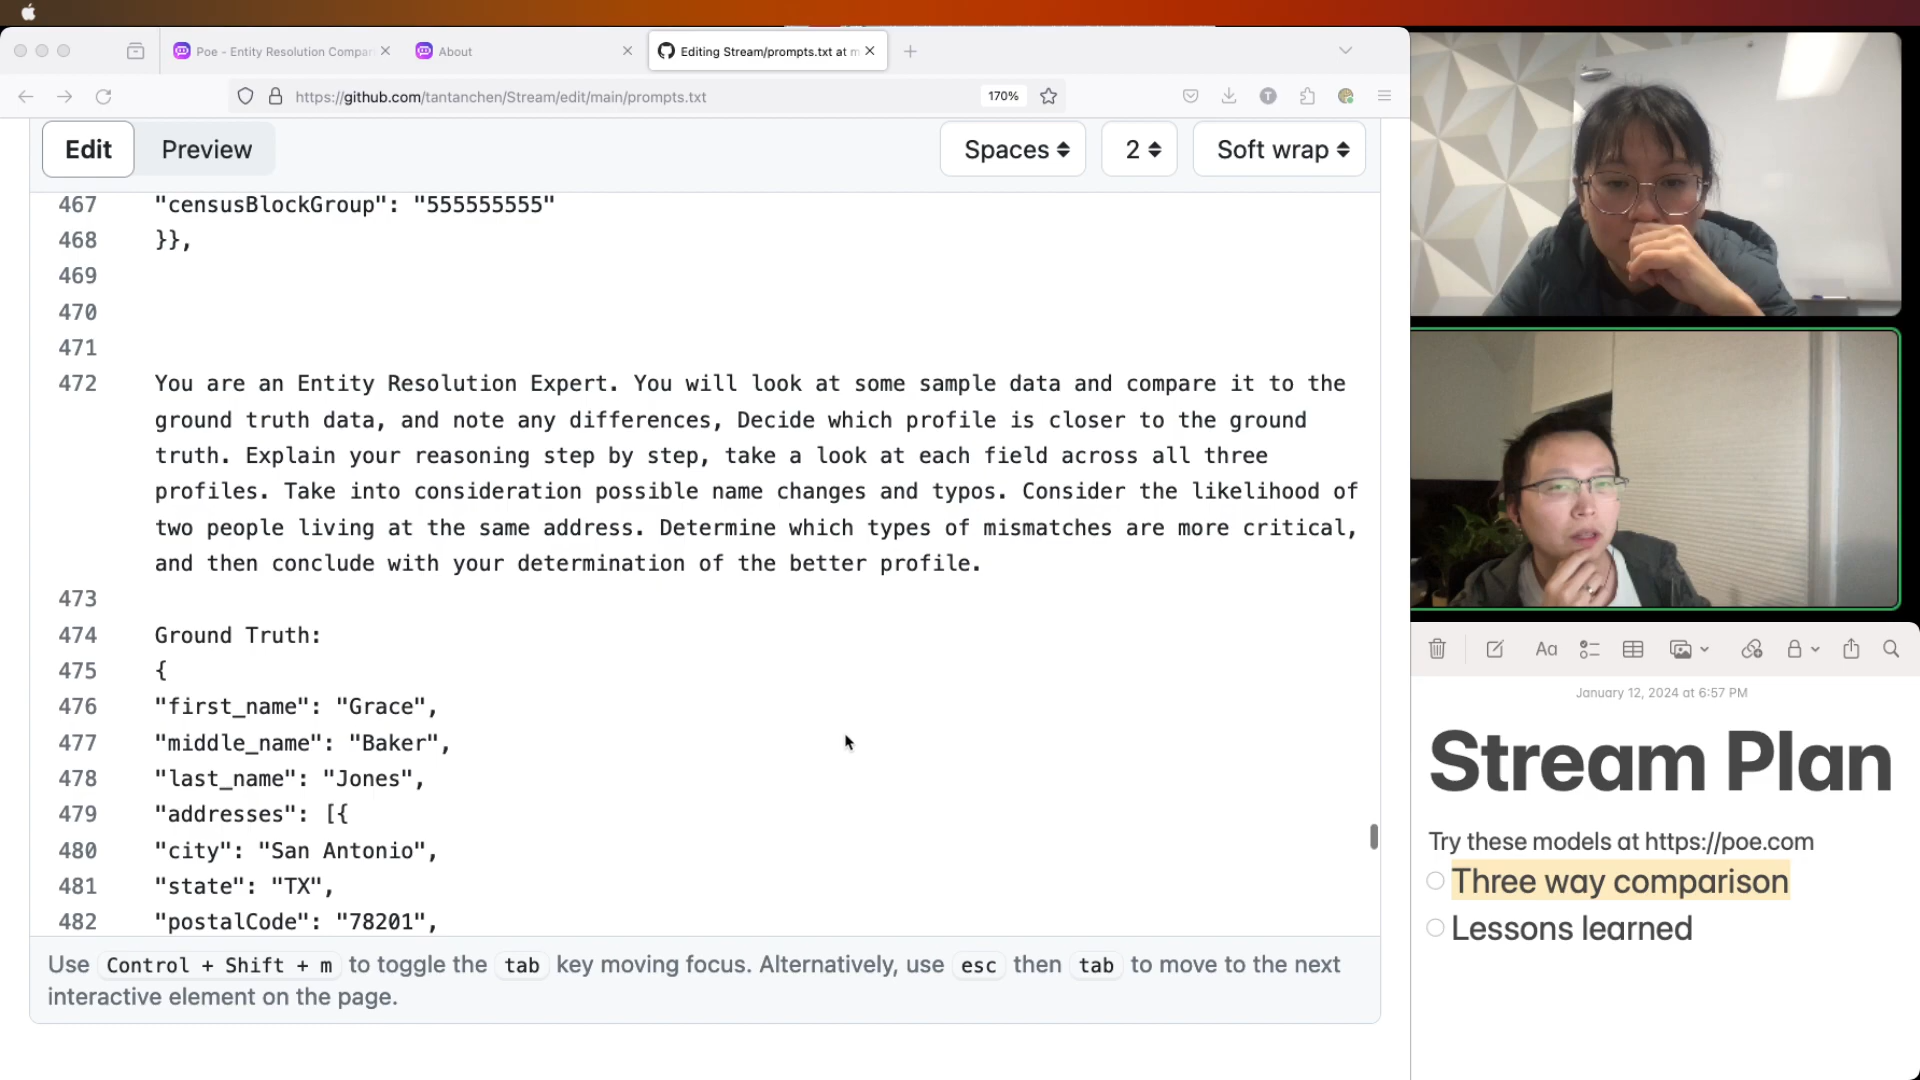 Poe - Entity Resolution Compar
About
Editing Stream/prompts.txt at m
https://github.com/tantanchen/Stream/edit/main/prompts.txt
170%
T
Edit
Preview
Spaces
2
Soft wrap
467 "censusBlockGroup": "555555555"
468 }},
469
470
471
472 You are an Entity Resolution Expert. You will look at some sample data and compare it to the
ground truth data, and note any differences, Decide which profile is closer to the ground
truth. Explain your reasoning step by step, take a look at each field across all three
profiles. Take into consideration possible name changes and typos. Consider the likelihood of
two people living at the same address. Determine which types of mismatches are more critical,
and then conclude with your determination of the better profile.
473
474 Ground Truth:
475 {
476 "first_name": "Grace",
477 "middle_name": "Baker",
478 "last_name": "Jones",
479 "addresses": [{
480 "city": "San Antonio",
481 "state": "TX",
482 "postalCode": "78201",
Use Control + Shift + m to toggle the tab key moving focus. Alternatively, use esc then tab to move to the next
interactive element on the page.
Aa
January 12, 2024 at 6:57 PM
Stream Plan
Try these models at https://poe.com
Three way comparison
Lessons learned